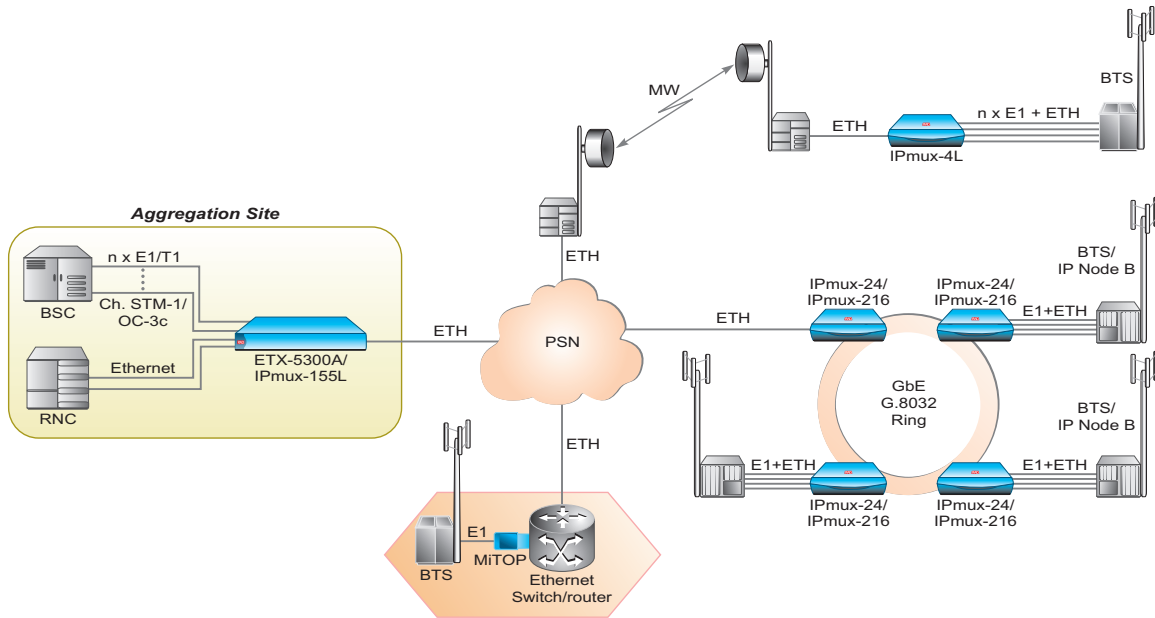 MW
BTS
ETH
n x E1 + ETH
IPmux-4L
Aggregation Site
n x E1/T1
BSC
Ch. STM-1/
OC-3c
Ethernet
RNC
ETX-5300A/
IPmux-155L
ETH
ETH
PSN
ETH
IPmux-24/
IPmux-216
IPmux-24/
IPmux-216
BTS/
IP Node B
E1+ETH
GbE
G.8032
Ring
BTS/
IP Node B
E1+ETH
E1+ETH
IPmux-24/
IPmux-216
IPmux-24/
IPmux-216
ETH
E1
BTS
MiTOP
Ethernet
Switch/router